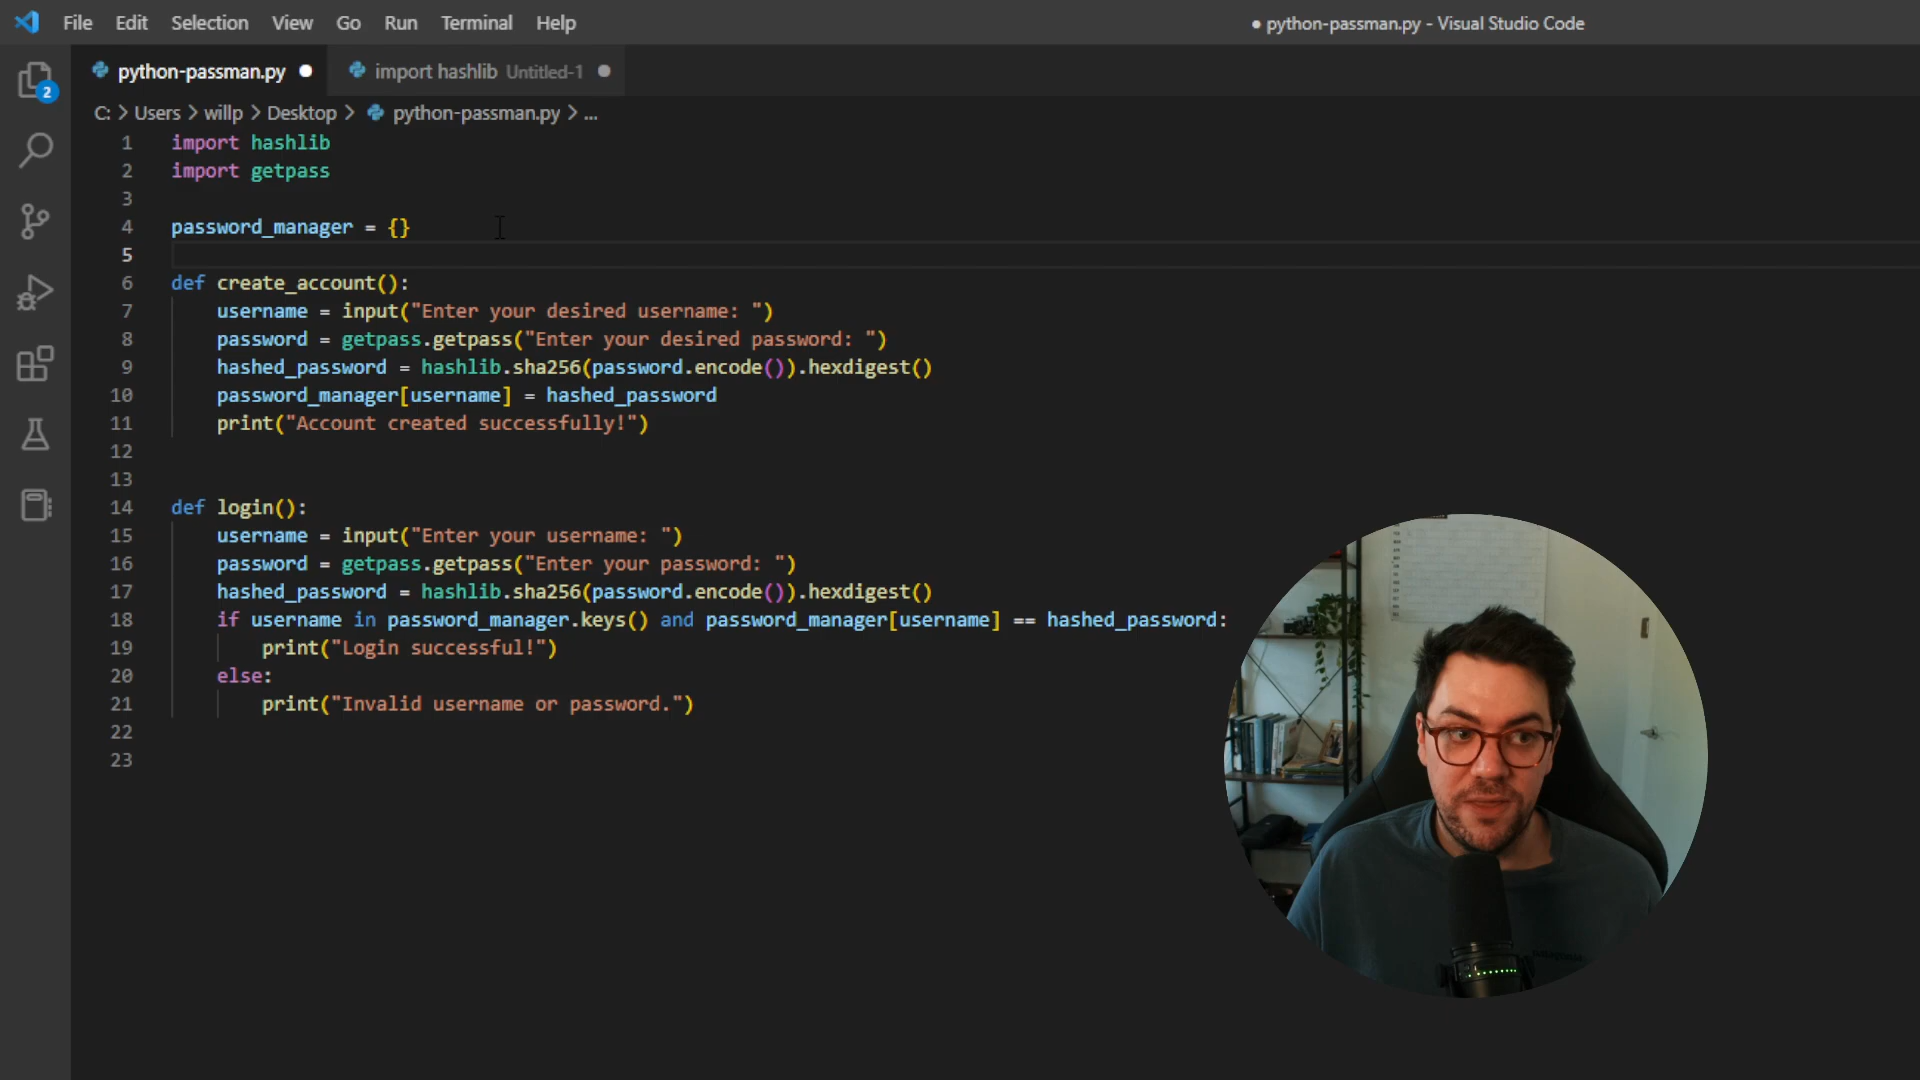 File Edit Selection View Go Run Terminal Help
● python-passman.py - Visual Studio Code
python-passman.py ●
import hashlib Untitled-1 ●
2
C: > Users > willp > Desktop > python-passman.py > ...
1 import hashlib
2 import getpass
3
4 password_manager = {}
5
6 def create_account():
7 username = input("Enter your desired username: ")
8 password = getpass.getpass("Enter your desired password: ")
9 hashed_password = hashlib.sha256(password.encode()).hexdigest()
10 password_manager[username] = hashed_password
11 print("Account created successfully!")
12
13
14 def login():
15 username = input("Enter your username: ")
16 password = getpass.getpass("Enter your password: ")
17 hashed_password = hashlib.sha256(password.encode()).hexdigest()
18 if username in password_manager.keys() and password_manager[username] == hashed_password:
19 print("Login successful!")
20 else:
21 print("Invalid username or password.")
22
23